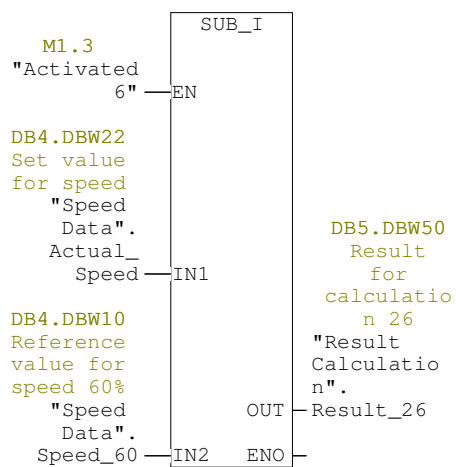 SUB_I
M1.3
"Activated
6"
EN
DB4.DBW22
Set value
for speed
"Speed
Data".
Actual_
Speed
IN1
DB4.DBW10
Reference
value for
speed 60%
"Speed
Data".
Speed_60
IN2
DB5.DBW50
Result
for
calculatio
n 26
"Result
Calculatio
n".
Result_26
OUT
ENO